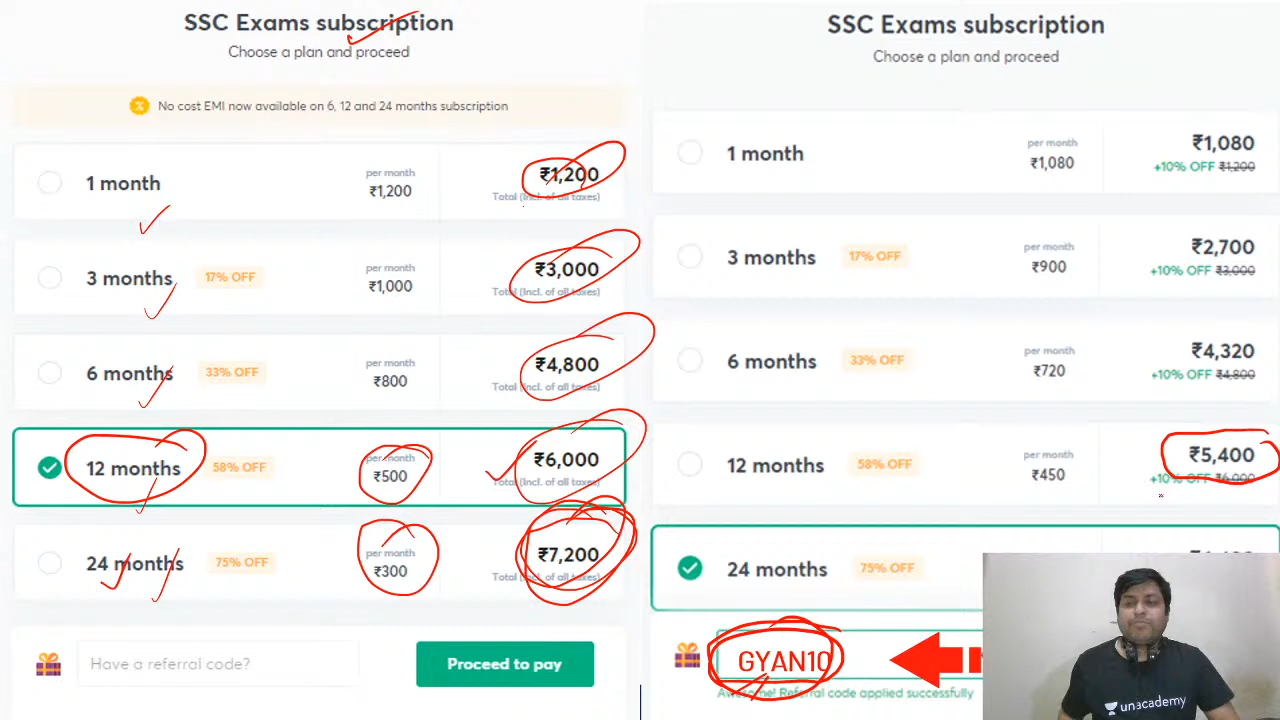 SSC Exams subscription
Choose a plan and proceed
No cost EMI now available on 6, 12 and 24 months subscription
1 month
per month
₹1,200
₹1,200
Total (Incl. of all taxes)
3 months
17% OFF
per month
₹1,000
₹3,000
Total (Incl. of all taxes)
6 months
33% OFF
per month
₹800
₹4,800
Total (Incl. of all taxes)
12 months
58% OFF
per month
₹500
₹6,000
Total (Incl. of all taxes)
24 months
75% OFF
per month
₹300
₹7,200
Total (Incl. of all taxes)
Have a referral code?
Proceed to pay
SSC Exams subscription
Choose a plan and proceed
1 month
per month
₹1,080
₹1,080
+10% OFF ₹1,200
3 months
17% OFF
per month
₹900
₹2,700
+10% OFF ₹3,000
6 months
33% OFF
per month
₹720
₹4,320
+10% OFF ₹4,800
12 months
58% OFF
per month
₹450
₹5,400
+10% OFF ₹6,000
24 months
75% OFF
GYAN10
Awesome! Referral code applied successfully
unacademy